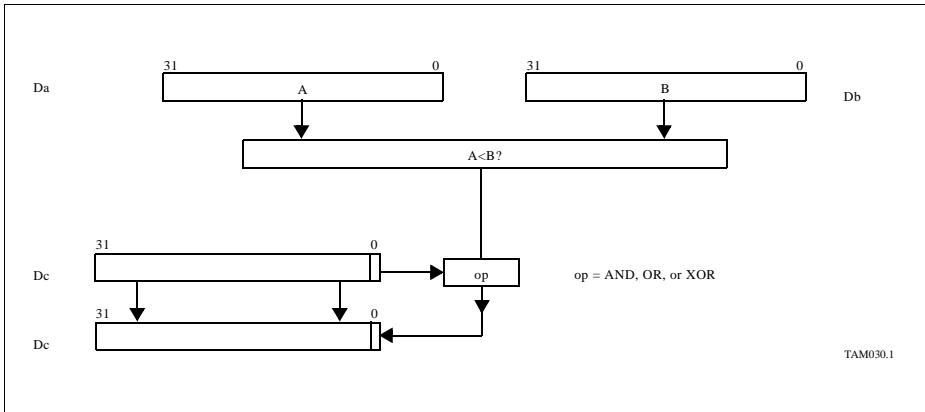 31 0 31 0
Da A B Db
A<B?
31 0
Dc op op = AND, OR, or XOR
31 0
Dc
TAM030.1